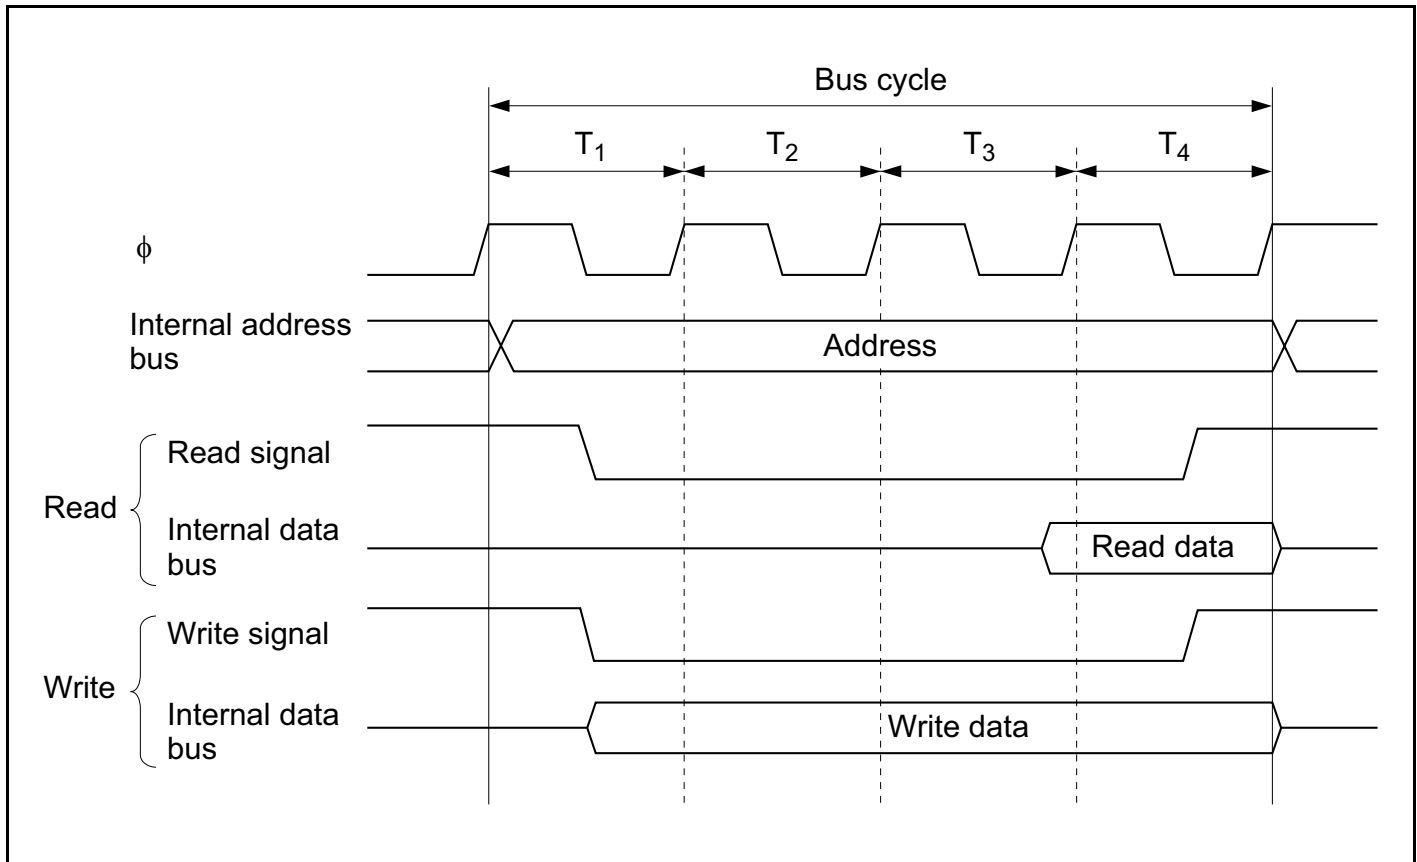 Bus cycle
T1 T2 T3 T4
ϕ
Internal address
bus
Address
Read
Read signal
Internal data
bus
Read data
Write
Write signal
Internal data
bus
Write data